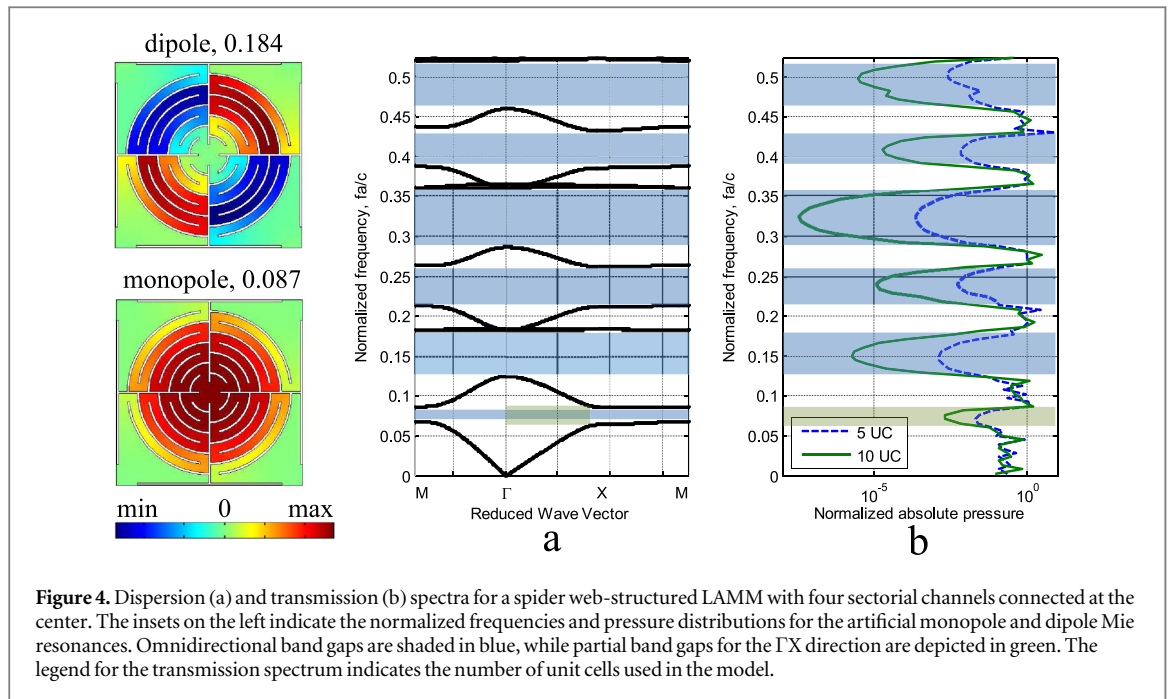 dipole, 0.184
monopole, 0.087
min 0 max
Normalized frequency, fa/c
0.5
0.45
0.4
0.35
0.3
0.25
0.2
0.15
0.1
0.05
0
M Γ X M
Reduced Wave Vector
a
Normalized frequency, fa/c
0.5
0.45
0.4
0.35
0.3
0.25
0.2
0.15
0.1
0.05
0
5 UC
10 UC
10^-5 10^0
Normalized absolute pressure
b
Figure 4. Dispersion (a) and transmission (b) spectra for a spider web-structured LAMM with four sectorial channels connected at the
center. The insets on the left indicate the normalized frequencies and pressure distributions for the artificial monopole and dipole Mie
resonances. Omnidirectional band gaps are shaded in blue, while partial band gaps for the ΓX direction are depicted in green. The
legend for the transmission spectrum indicates the number of unit cells used in the model.